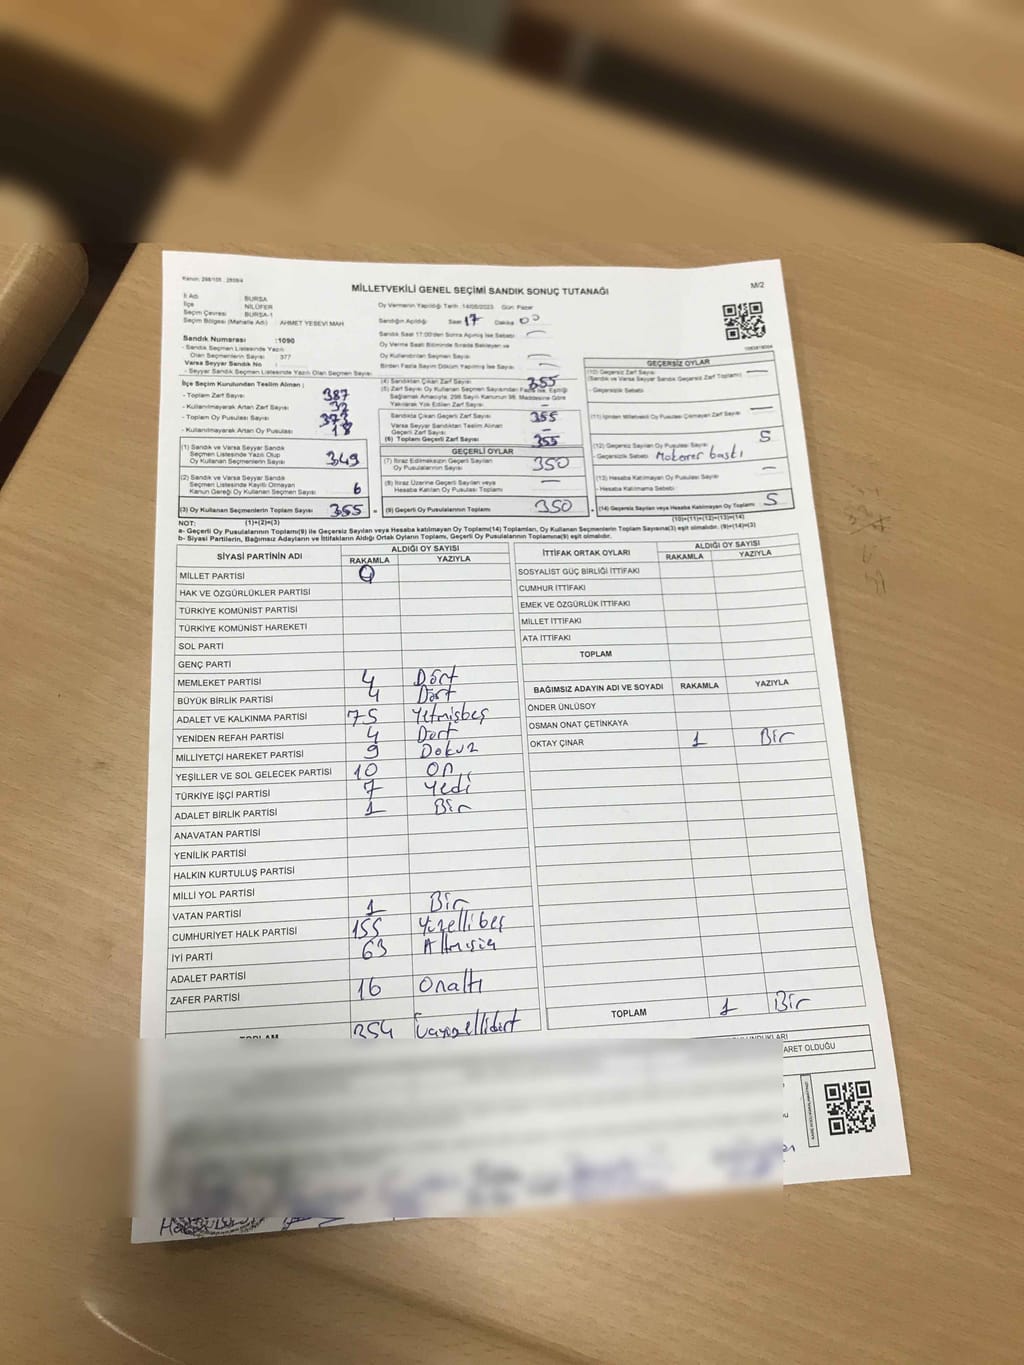 Kanun: 298/105 ; 2839/4
MİLLETVEKİLİ GENEL SEÇİMİ SANDIK SONUÇ TUTANAĞI
M/2
İl Adı : BURSA
İlçe : NİLÜFER
Seçim Çevresi : BURSA-1
Seçim Bölgesi (Mahalle Adı) : AHMET YESEVİ MAH
Oy Vermenin Yapıldığı Tarih :14/05/2023 Gün: Pazar
Sandığın Açıldığı Saat 17 Dakika 00
Sandık Saat 17:00'den Sonra Açılmış İse Sebebi :
Oy Verme Saati Bitiminde Sırada Bekleyen ve
Oy Kullandırılan Seçmen Sayısı :
Birden Fazla Sayım Döküm Yapılmış İse Sayısı :
Sandık Numarası :1090
- Sandık Seçmen Listesinde Yazılı
Olan Seçmenlerin Sayısı : 377
Varsa Seyyar Sandık No :
- Seyyar Sandık Seçmen Listesinde Yazılı Olan Seçmen Sayısı :
İlçe Seçim Kurulundan Teslim Alınan ;
- Toplam Zarf Sayısı : 387
- Kullanılmayarak Artan Zarf Sayısı : 32
- Toplam Oy Pusulası Sayısı : 373
- Kullanılmayarak Artan Oy Pusulası : 18
(1) Sandık ve Varsa Seyyar Sandık
Seçmen Listesinde Yazılı Olup
Oy Kullanan Seçmenlerin Sayısı : 349
(2) Sandık ve Varsa Seyyar Sandık
Seçmen Listesinde Kayıtlı Olmayan
Kanun Gereği Oy Kullanan Seçmen Sayısı : 6
(3) Oy Kullanan Seçmenlerin Toplam Sayısı : 355
(1)+(2)=(3)
(4) Sandıktan Çıkan Zarf Sayısı : 355
(5) Zarf Sayısı Oy Kullanan Seçmen Sayısından Fazla ise, Eşitliği
Sağlamak Amacıyla; 298 Sayılı Kanunun 98. Maddesine Göre
Yakılarak Yok Edilen Zarf Sayısı : –
Sandıkta Çıkan Geçerli Zarf Sayısı : 355
Varsa Seyyar Sandıktan Teslim Alınan
Geçerli Zarf Sayısı : –
(6) Toplam Geçerli Zarf Sayısı : 355
GEÇERLİ OYLAR
(7) İtiraz Edilmeksizin Geçerli Sayılan
Oy Pusulalarının Sayısı : 350
(8) İtiraz Üzerine Geçerli Sayılan veya
Hesaba Katılan Oy Pusulası Toplamı : –
(9) Geçerli Oy Pusulalarının Toplamı : 350
GEÇERSİZ OYLAR
(10) Geçersiz Zarf Sayısı :
(Sandık ve Varsa Seyyar Sandık Geçersiz Zarf Toplamı) –
- Geçersizlik Sebebi :
(11) İçinden Milletvekili Oy Pusulası Çıkmayan Zarf Sayısı : –
(12) Geçersiz Sayılan Oy Pusulası Sayısı : 5
- Geçersizlik Sebebi :
(13) Hesaba Katılmayan Oy Pusulası Sayısı : –
- Hesaba Katılmama Sebebi :
(14) Geçersiz Sayılan veya Hesaba Katılmayan Oy Pusulası Toplamı : 5
(10)+(11)+(12)+(13)=(14)
NOT:
a- Geçerli Oy Pusulalarının Toplamı(9) ile Geçersiz Sayılan veya Hesaba katılmayan Oy Toplamı(14) Toplamları, Oy Kullanan Seçmenlerin Toplam Sayısına(3) eşit olmalıdır. (9)+(14)=(3)
b- Siyasi Partilerin, Bağımsız Adayların ve İttifakların Aldığı Ortak Oyların Toplamı, Geçerli Oy Pusulalarının Toplamına(9) eşit olmalıdır.
SİYASİ PARTİNİN ADI ALDIĞI OY SAYISI
RAKAMLA YAZIYLA
MİLLET PARTİSİ
HAK VE ÖZGÜRLÜKLER PARTİSİ
TÜRKİYE KOMÜNİST PARTİSİ
TÜRKİYE KOMÜNİST HAREKETİ
SOL PARTİ
GENÇ PARTİ
MEMLEKET PARTİSİ 4 Dört
BÜYÜK BİRLİK PARTİSİ 4 Dört
ADALET VE KALKINMA PARTİSİ 75 Yetmişbeş
YENİDEN REFAH PARTİSİ 4 Dört
MİLLİYETÇİ HAREKET PARTİSİ 9 Dokuz
YEŞİLLER VE SOL GELECEK PARTİSİ 10 On
TÜRKİYE İŞÇİ PARTİSİ 7 Yedi
ADALET BİRLİK PARTİSİ 1 Bir
ANAVATAN PARTİSİ
YENİLİK PARTİSİ
HALKIN KURTULUŞ PARTİSİ
MİLLİ YOL PARTİSİ
VATAN PARTİSİ 1 Bir
CUMHURİYET HALK PARTİSİ 155 Yüzellibeş
İYİ PARTİ 63
ADALET PARTİSİ
ZAFER PARTİSİ 16 Onaltı
TOPLAM 354
İTTİFAK ORTAK OYLARI ALDIĞI OY SAYISI
RAKAMLA YAZIYLA
SOSYALİST GÜÇ BİRLİĞİ İTTİFAKI
CUMHUR İTTİFAKI
EMEK VE ÖZGÜRLÜK İTTİFAKI
MİLLET İTTİFAKI
ATA İTTİFAKI
TOPLAM
BAĞIMSIZ ADAYIN ADI VE SOYADI RAKAMLA YAZIYLA
ÖNDER ÜNLÜSOY
OSMAN ONAT ÇETİNKAYA
OKTAY ÇINAR 1 Bir
TOPLAM 1 Bir